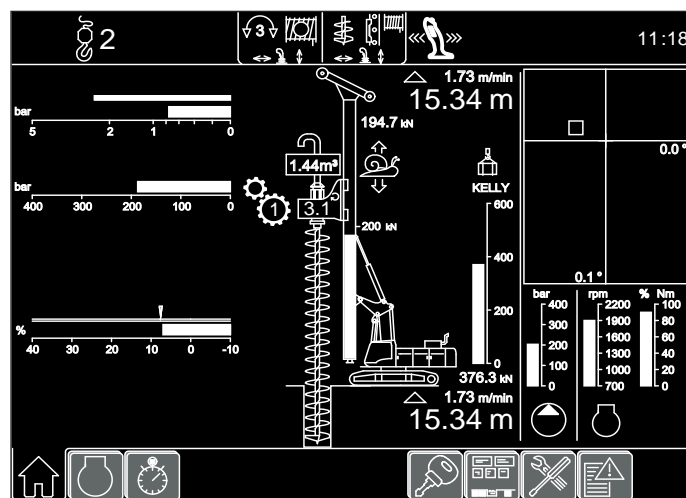 2
3
11:18
1.73 m/min
15.34 m
bar
5 2 1 0
194.7 kN
0.0 °
1.44m³
KELLY
bar
400 300 200 100 0
1
3.1
600
200 kN
400
200
0
376.3 kN
0.1 °
bar
400
300
200
100
0
rpm
2200
1900
1600
1300
1000
700
% Nm
100
80
60
40
20
0
%
40 30 20 10 0 -10
1.73 m/min
15.34 m